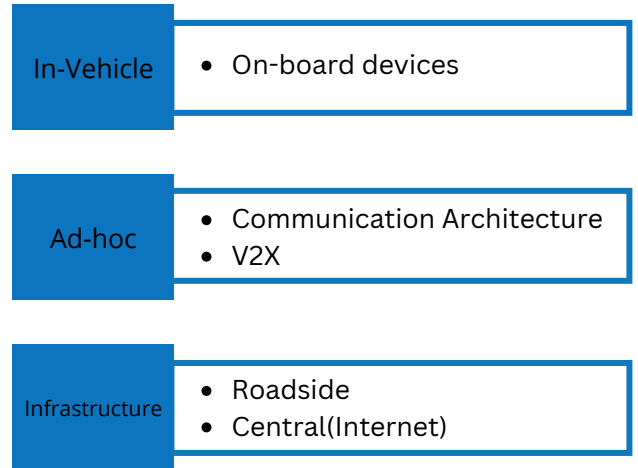 In-Vehicle
• On-board devices
Ad-hoc
• Communication Architecture
• V2X
Infrastructure
• Roadside
• Central(Internet)